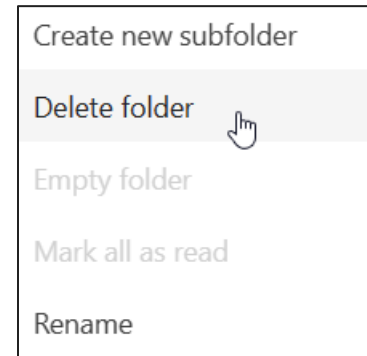 Create new subfolder
Delete folder
Empty folder
Mark all as read
Rename